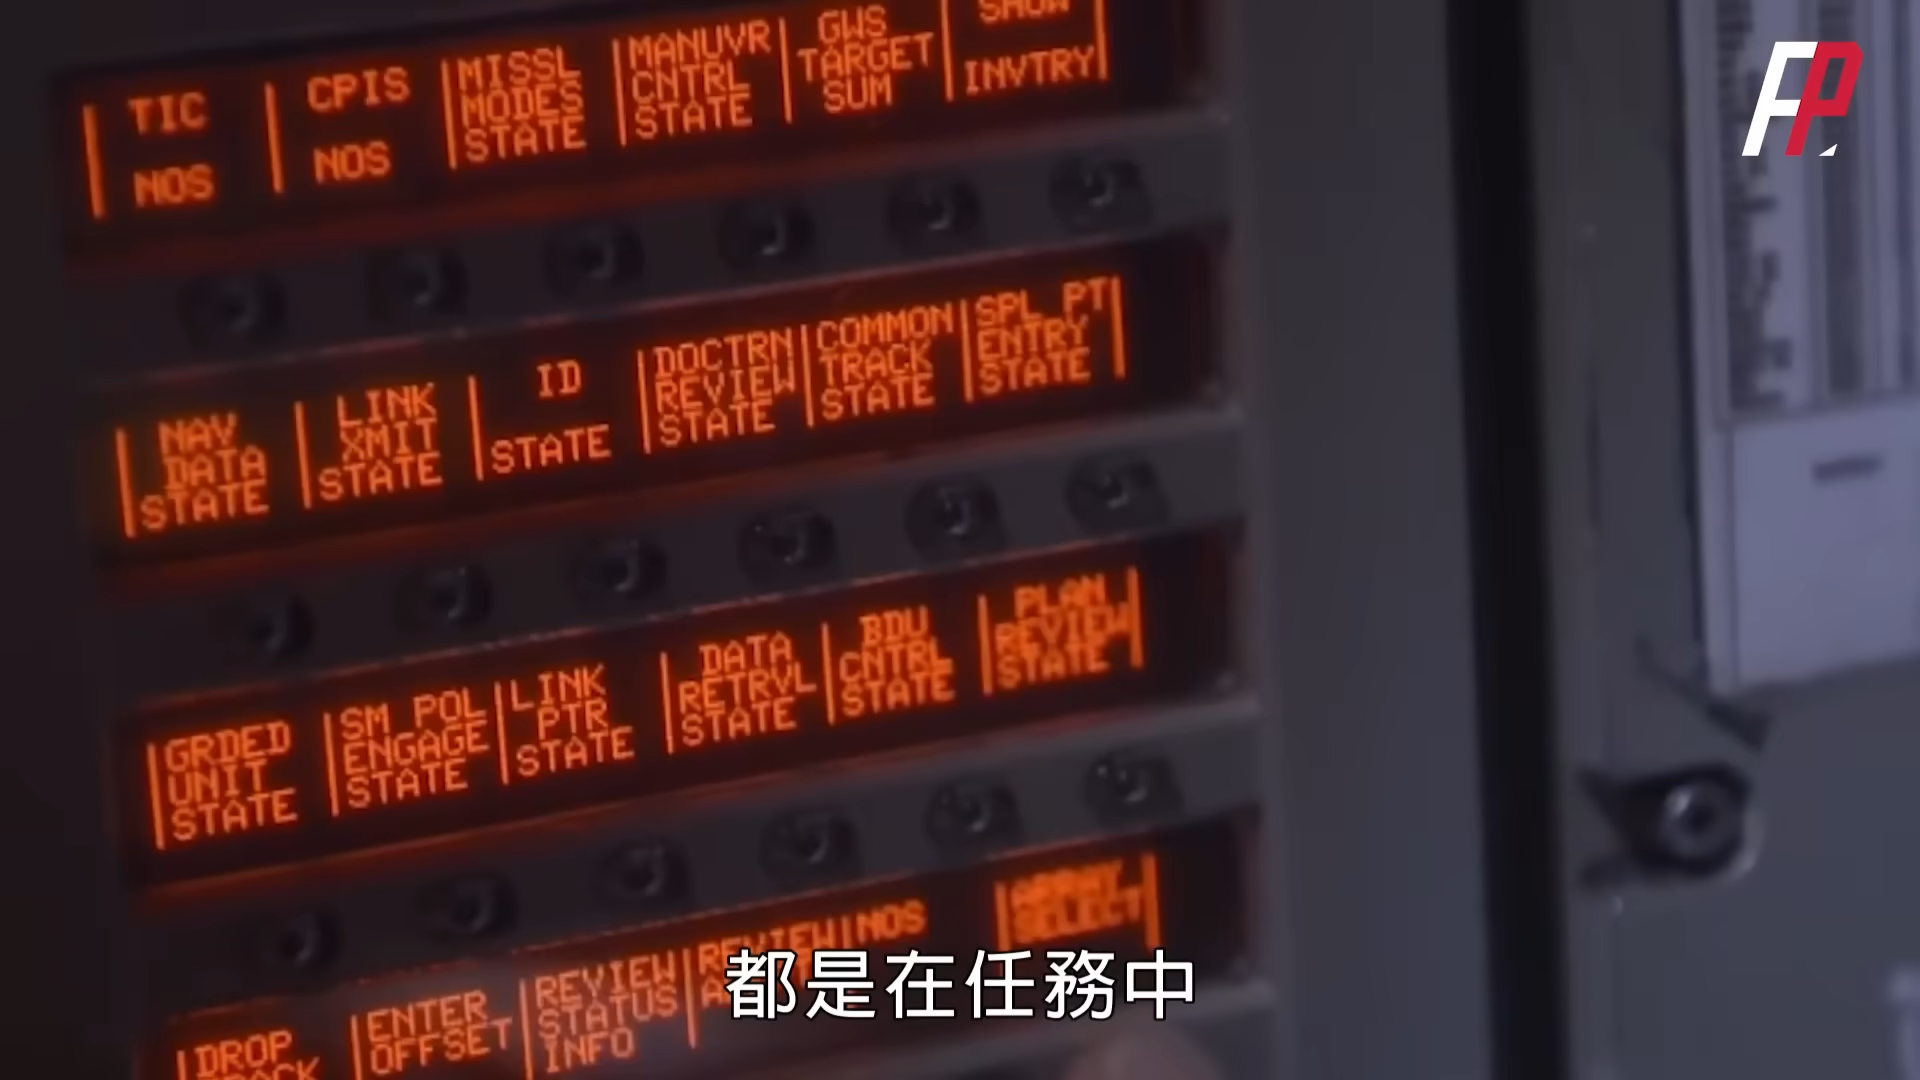 TIC
NOS
CPIS
NOS
MISSL
MODES
STATE
MANUVR
CNTRL
STATE
GWS
TARGET
SUM
SHOW
INVTRY
FP
NAV
DATA
STATE
LINK
XMIT
STATE
ID
STATE
DOCTRN
REVIEW
STATE
COMMON
TRACK
STATE
SPL PT
ENTRY
STATE
GRDED
UNIT
STATE
SM POL
ENGAGE
STATE
LINK
PTR
STATE
DATA
RETRVL
STATE
BDU
CNTRL
STATE
PLAN
REVIEW
STATE
DROP
ENTER
OFFSET
REVIEW
STATUS
INFO
REVIEW
NOS
ARRAY
SELECT
都是在任務中